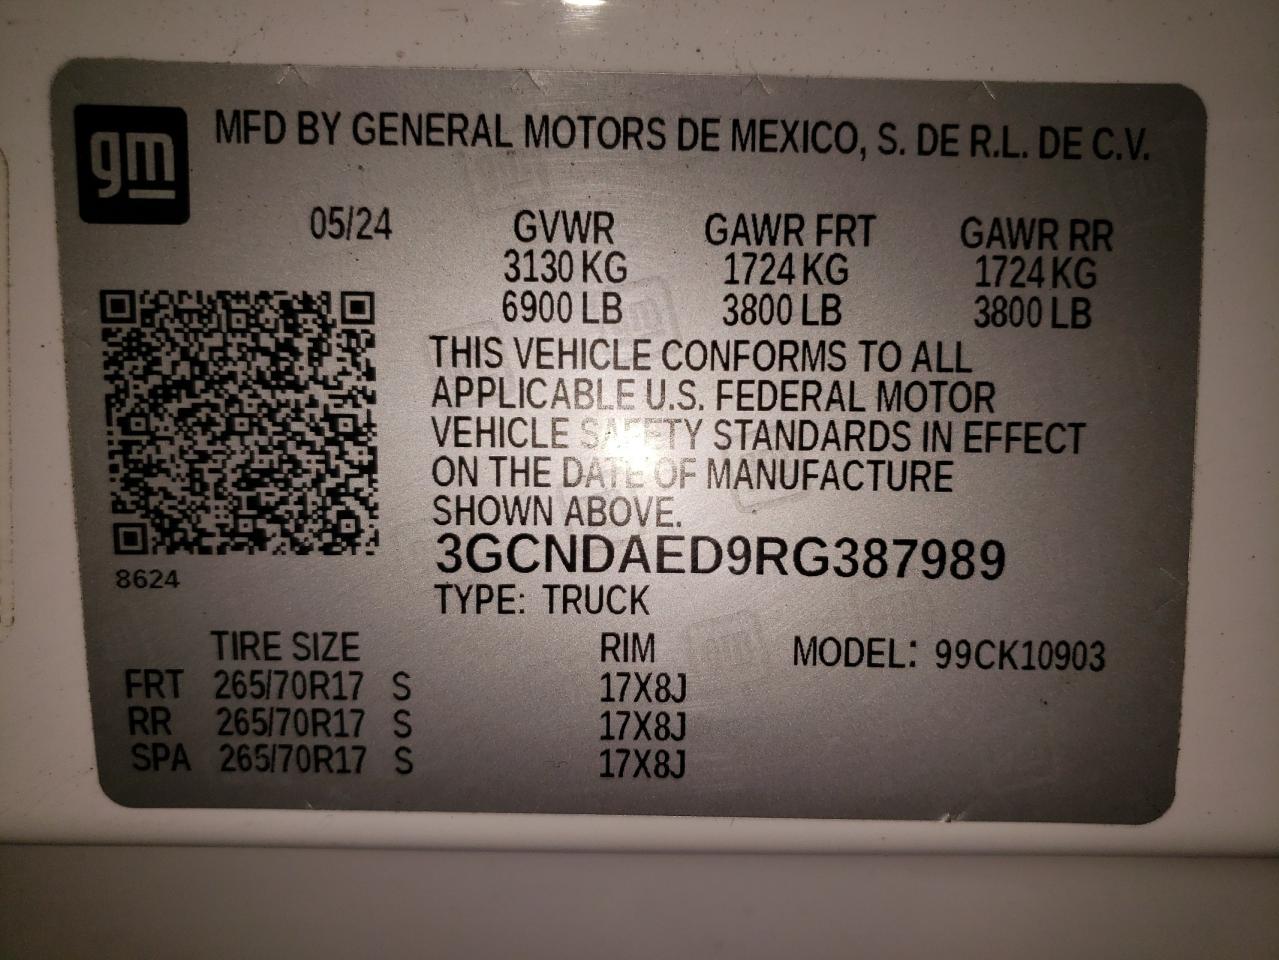 gm
MFD BY GENERAL MOTORS DE MEXICO, S. DE R.L. DE C.V.
05/24 GVWR GAWR FRT GAWR RR
3130 KG 1724 KG 1724 KG
6900 LB 3800 LB 3800 LB
THIS VEHICLE CONFORMS TO ALL
APPLICABLE U.S. FEDERAL MOTOR
VEHICLE SAFETY STANDARDS IN EFFECT
ON THE DATE OF MANUFACTURE
SHOWN ABOVE.
3GCNDAED9RG387989
8624
TYPE: TRUCK
TIRE SIZE RIM MODEL: 99CK10903
FRT 265/70R17 S 17X8J
RR 265/70R17 S 17X8J
SPA 265/70R17 S 17X8J